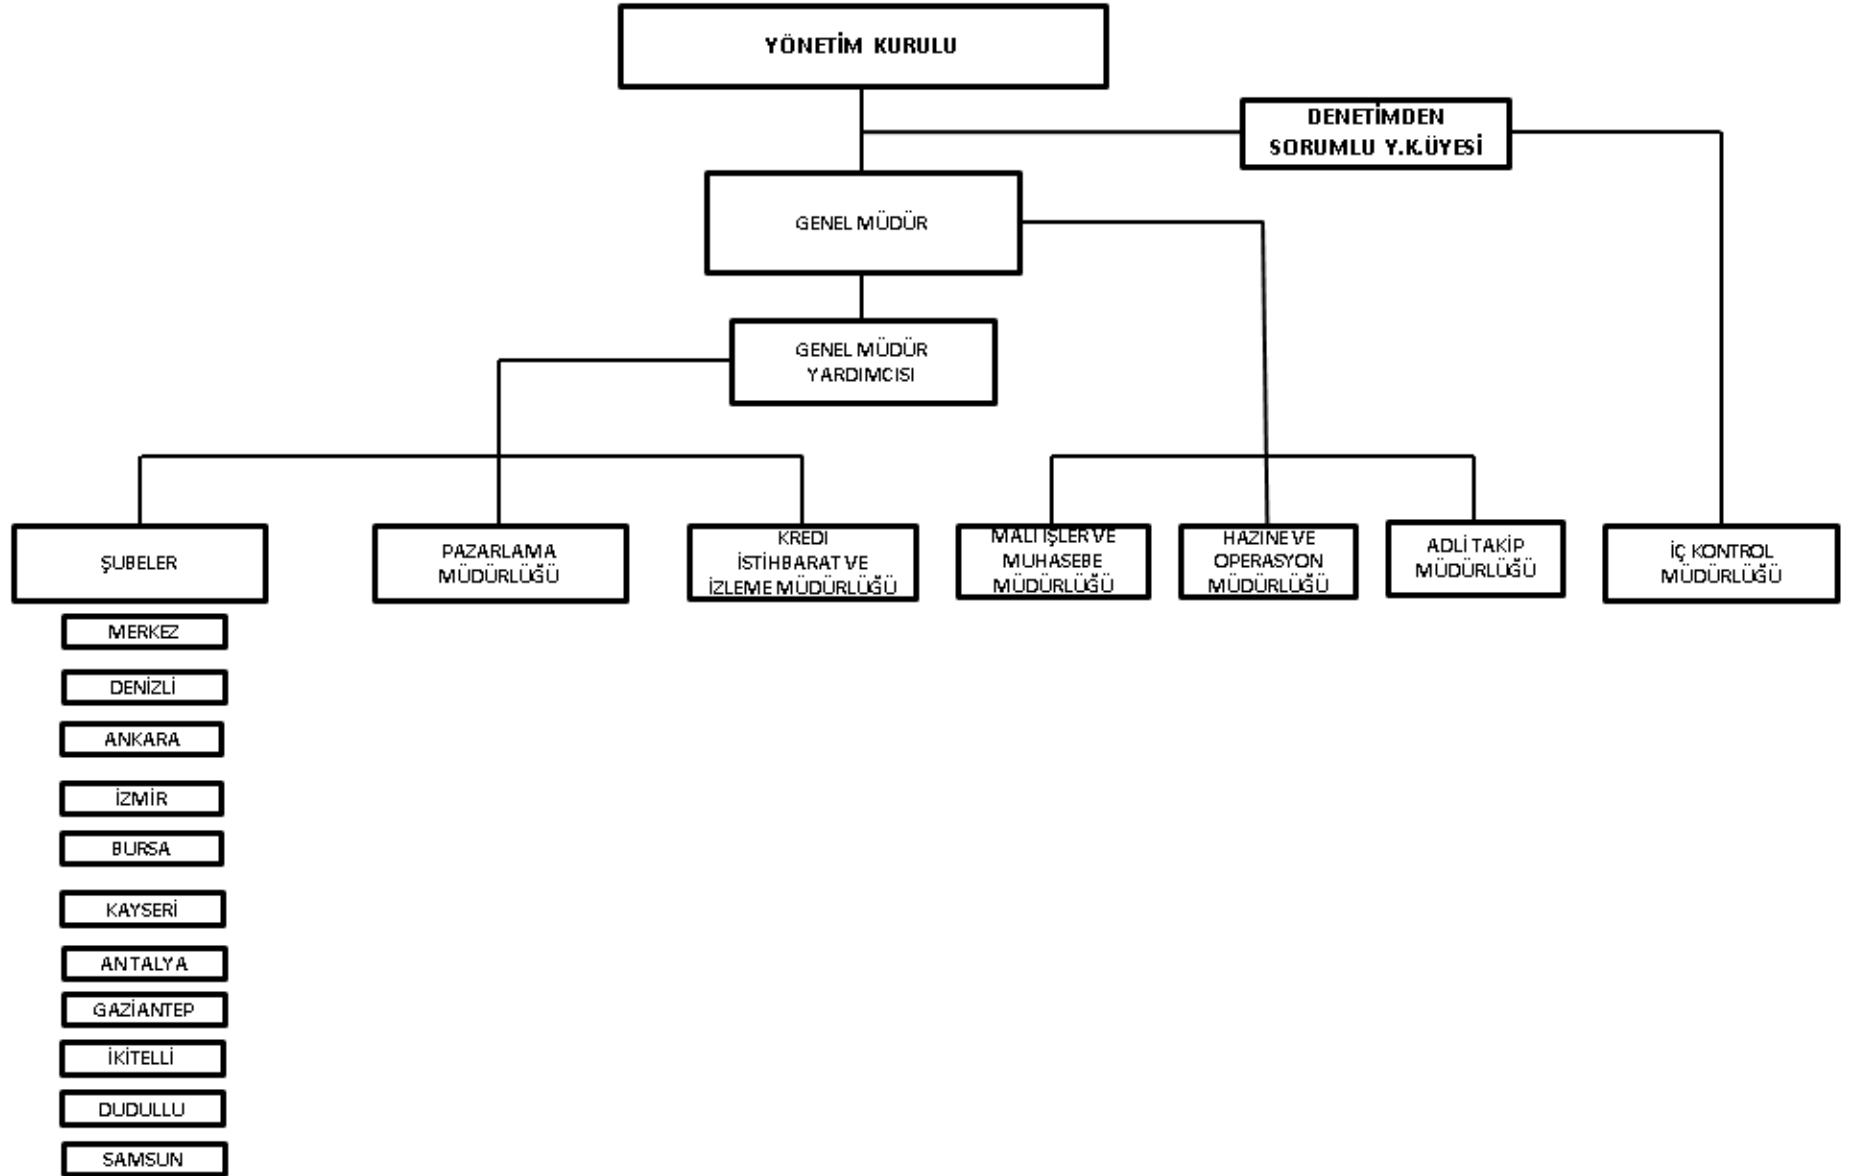 YÖNETİM KURULU
DENETİMDEN
SORUMLU Y.K.ÜYESİ
GENEL MÜDÜR
GENEL MÜDÜR
YARDIMCISI
ŞUBELER
PAZARLAMA
MÜDÜRLÜĞÜ
KREDI
İSTİHBARAT VE
İZLEME MÜDÜRLÜĞÜ
MALI İŞLER VE
MUHASEBE
MÜDÜRLÜĞÜ
HAZINE VE
OPERASYON
MÜDÜRLÜĞÜ
ADLİ TAKİP
MÜDÜRLÜĞÜ
İÇ KONTROL
MÜDÜRLÜĞÜ
MERKEZ
DENİZLİ
ANKARA
İZMİR
BURSA
KAYSERİ
ANTALYA
GAZİANTEP
İKİTELLİ
DUDULLU
SAMSUN